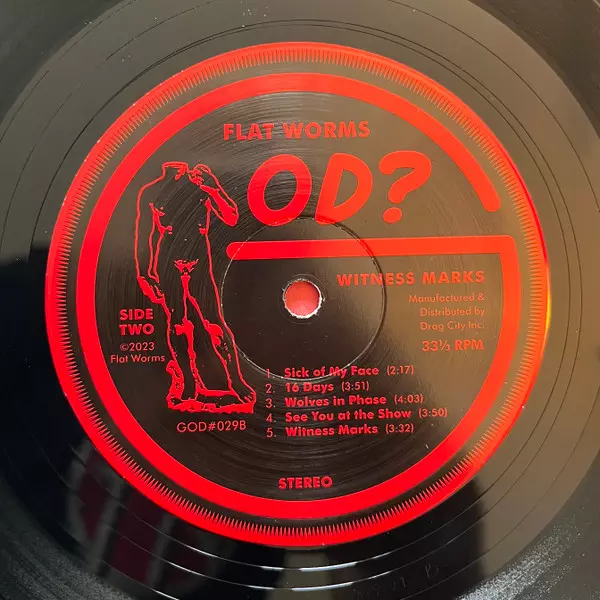 FLAT WORMS
OD?
WITNESS MARKS
Manufactured &
Distributed by
Drag City Inc.
33⅓ RPM
SIDE
TWO
©2023
Flat Worms
1. Sick of My Face (2:17)
2. 16 Days (3:51)
3. Wolves in Phase (4:03)
4. See You at the Show (3:50)
5. Witness Marks (3:32)
GOD#029B
STEREO